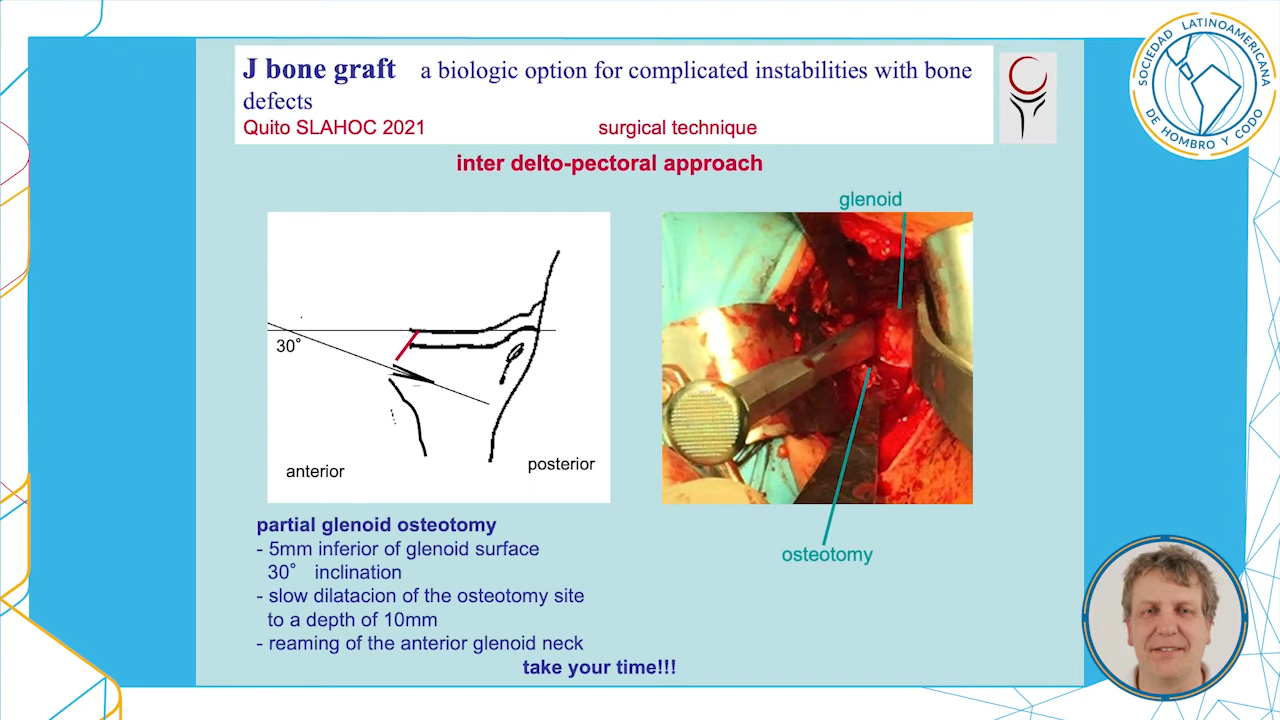 J bone graft a biologic option for complicated instabilities with bone
defects
Quito SLAHOC 2021 surgical technique
inter delto-pectoral approach
glenoid
30°
anterior
posterior
partial glenoid osteotomy
- 5mm inferior of glenoid surface
30° inclination
- slow dilatacion of the osteotomy site
to a depth of 10mm
- reaming of the anterior glenoid neck
take your time!!!
osteotomy
SOCIEDAD LATINOAMERICANA
DE HOMBRO Y CODO